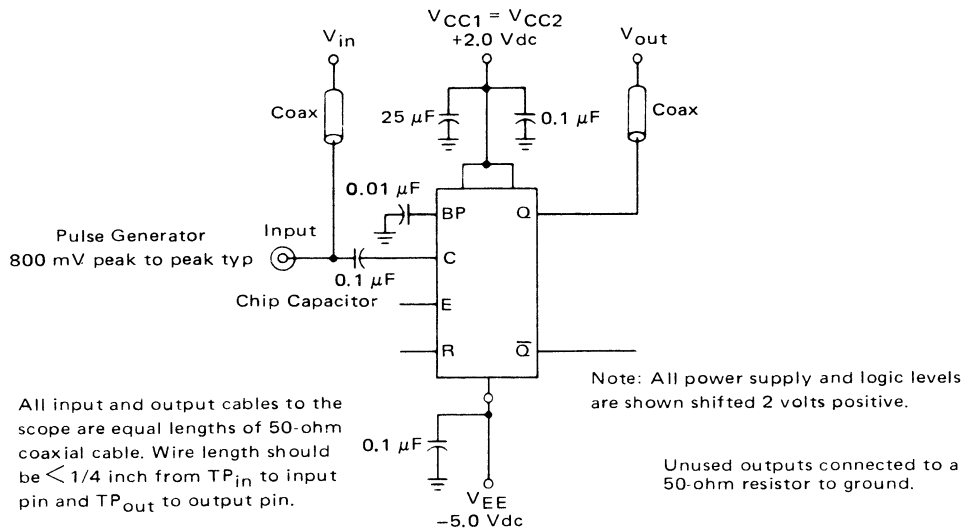 V_CC1 = V_CC2
+2.0 Vdc
V_in
V_out
Coax
25 µF
0.1 µF
Coax
0.01 µF
BP
Q
Pulse Generator
800 mV peak to peak typ
Input
C
0.1 µF
Chip Capacitor
E
R
Q̅
Note: All power supply and logic levels
are shown shifted 2 volts positive.
All input and output cables to the
scope are equal lengths of 50-ohm
coaxial cable. Wire length should
be < 1/4 inch from TP_in to input
pin and TP_out to output pin.
0.1 µF
Unused outputs connected to a
50-ohm resistor to ground.
V_EE
−5.0 Vdc